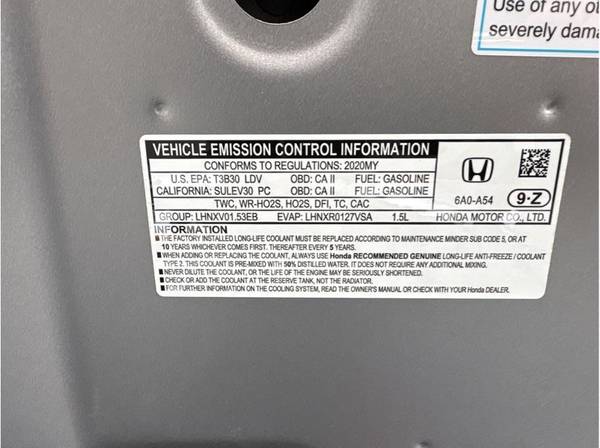 Use of any
severely dama
VEHICLE EMISSION CONTROL INFORMATION
CONFORMS TO REGULATIONS: 2020MY
U.S. EPA: T3B30 LDV OBD: CA II FUEL: GASOLINE
CALIFORNIA: SULEV30 PC OBD: CA II FUEL: GASOLINE
6A0-A54 9-Z
TWC, WR-HO2S, HO2S, DFI, TC, CAC
GROUP: LHNXV01.53EB EVAP: LHNXR0127VSA 1.5L HONDA MOTOR CO., LTD.
INFORMATION
■THE FACTORY INSTALLED LONG-LIFE COOLANT MUST BE REPLACED ACCORDING TO MAINTENANCE MINDER SUB CODE 5, OR AT
10 YEARS WHICHEVER COMES FIRST. THEREAFTER EVERY 5 YEARS.
■WHEN ADDING OR REPLACING THE COOLANT, ALWAYS USE Honda RECOMMENDED GENUINE LONG-LIFE ANTI-FREEZE / COOLANT
TYPE 2. THIS COOLANT IS PRE-MIXED WITH 50% DISTILLED WATER. IT DOES NOT REQUIRE ANY ADDITIONAL MIXING.
■NEVER DILUTE THE COOLANT, OR THE LIFE OF THE ENGINE MAY BE SERIOUSLY SHORTENED.
■CHECK OR ADD THE COOLANT AT THE RESERVE TANK, NOT THE RADIATOR.
■FOR FURTHER INFORMATION ON COOLING SYSTEM, READ THE OWNER'S MANUAL OR CHECK WITH YOUR Honda DEALER.